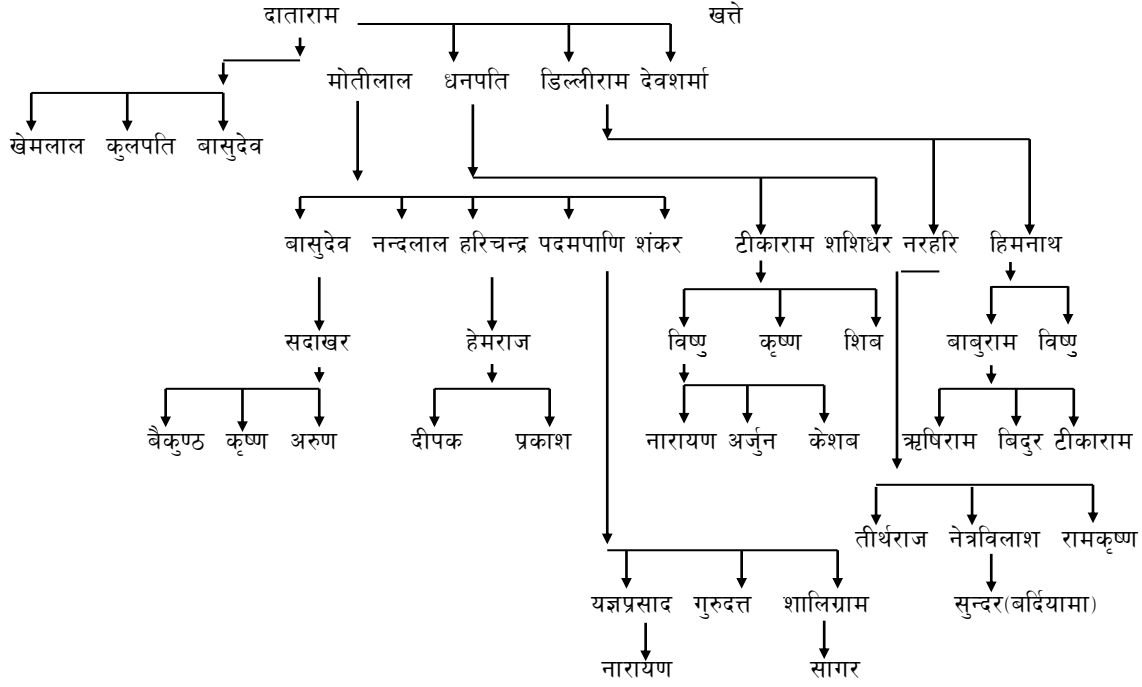 दाताराम खत्ते
मोतीलाल धनपति डिल्लीराम देवशर्मा
खेमलाल कुलपति बासुदेव
बासुदेव नन्दलाल हरिचन्द्र पदमपाणि शंकर टीकाराम शशिधर नरहरि हिमनाथ
सदाखर हेमराज विष्णु कृष्ण शिब बाबुराम विष्णु
बैकुण्ठ कृष्ण अरुण दीपक प्रकाश नारायण अर्जुन केशब ऋषिराम बिदुर टीकाराम
तीर्थराज नेत्रविलाश रामकृष्ण
यज्ञप्रसाद गुरुदत्त शालिग्राम सुन्दर(बर्दियामा)
नारायण सागर